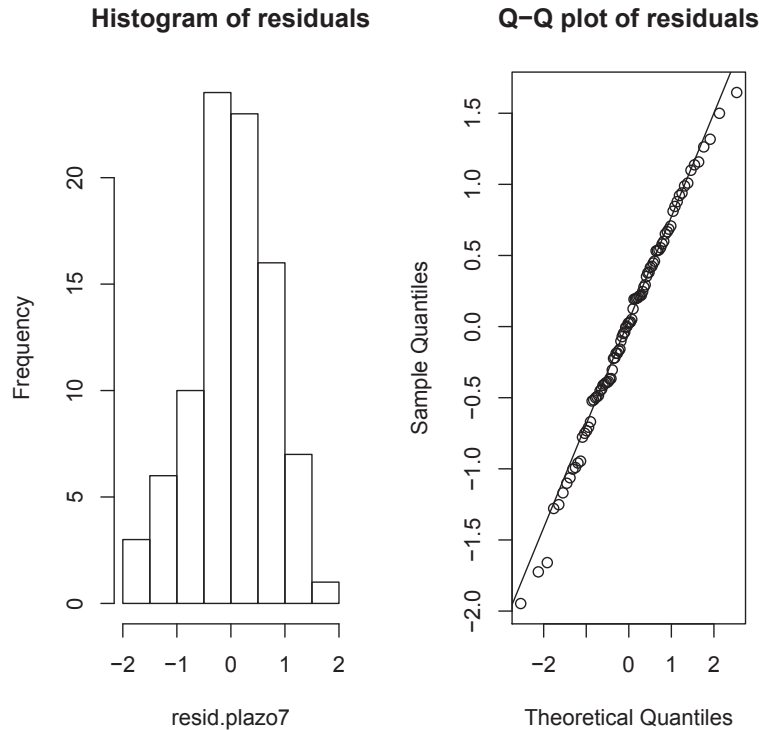 Histogram of residuals
Frequency
0 5 10 15 20
−2 −1 0 1 2
resid.plazo7
Q−Q plot of residuals
Sample Quantiles
−2.0 −1.5 −1.0 −0.5 0.0 0.5 1.0 1.5
−2 0 1 2
Theoretical Quantiles